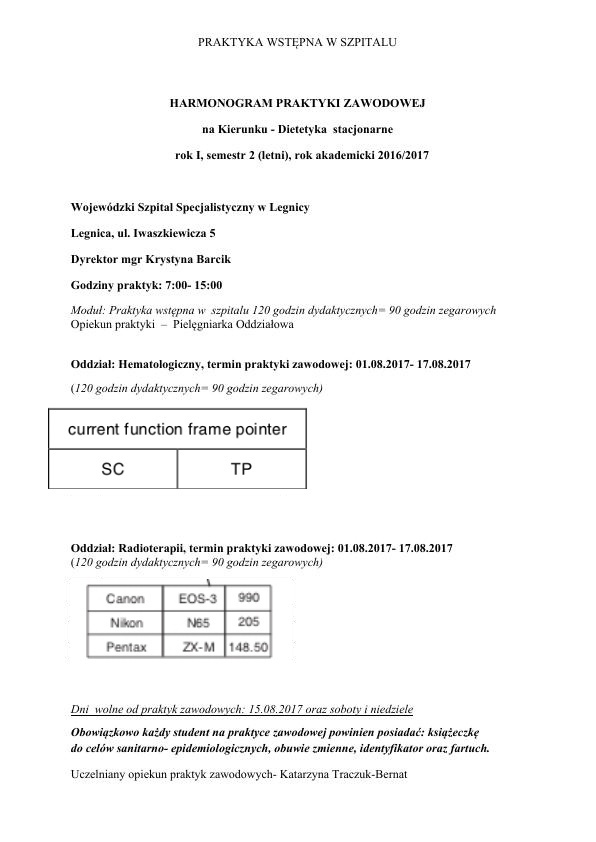 PRAKTYKA WSTĘPNA W SZPITALU
HARMONOGRAM PRAKTYKI ZAWODOWEJ
na Kierunku - Dietetyka stacjonarne
rok I, semestr 2 (letni), rok akademicki 2016/2017
Wojewódzki Szpital Specjalistyczny w Legnicy
Legnica, ul. Iwaszkiewicza 5
Dyrektor mgr Krystyna Barcik
Godziny praktyk: 7:00- 15:00
Moduł: Praktyka wstępna w szpitalu 120 godzin dydaktycznych= 90 godzin zegarowych
Opiekun praktyki – Pielęgniarka Oddziałowa
Oddział: Hematologiczny, termin praktyki zawodowej: 01.08.2017- 17.08.2017
(120 godzin dydaktycznych= 90 godzin zegarowych)
current function frame pointer
SC TP
Oddział: Radioterapii, termin praktyki zawodowej: 01.08.2017- 17.08.2017
(120 godzin dydaktycznych= 90 godzin zegarowych)
Canon EOS-3 990
Nikon N65 205
Pentax ZX-M 148.50
Dni wolne od praktyk zawodowych: 15.08.2017 oraz soboty i niedziele
Obowiązkowo każdy student na praktyce zawodowej powinien posiadać: książeczkę
do celów sanitarno- epidemiologicznych, obuwie zmienne, identyfikator oraz fartuch.
Uczelniany opiekun praktyk zawodowych- Katarzyna Traczuk-Bernat